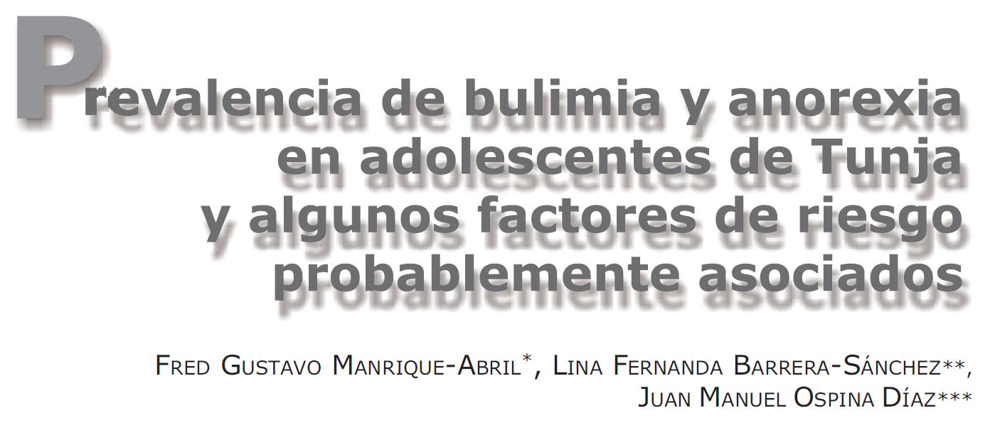 Prevalencia de bulimia y anorexia
en adolescentes de Tunja
y algunos factores de riesgo
probablemente asociados
Fred Gustavo Manrique-Abril*, Lina Fernanda Barrera-Sánchez**,
Juan Manuel Ospina Díaz***